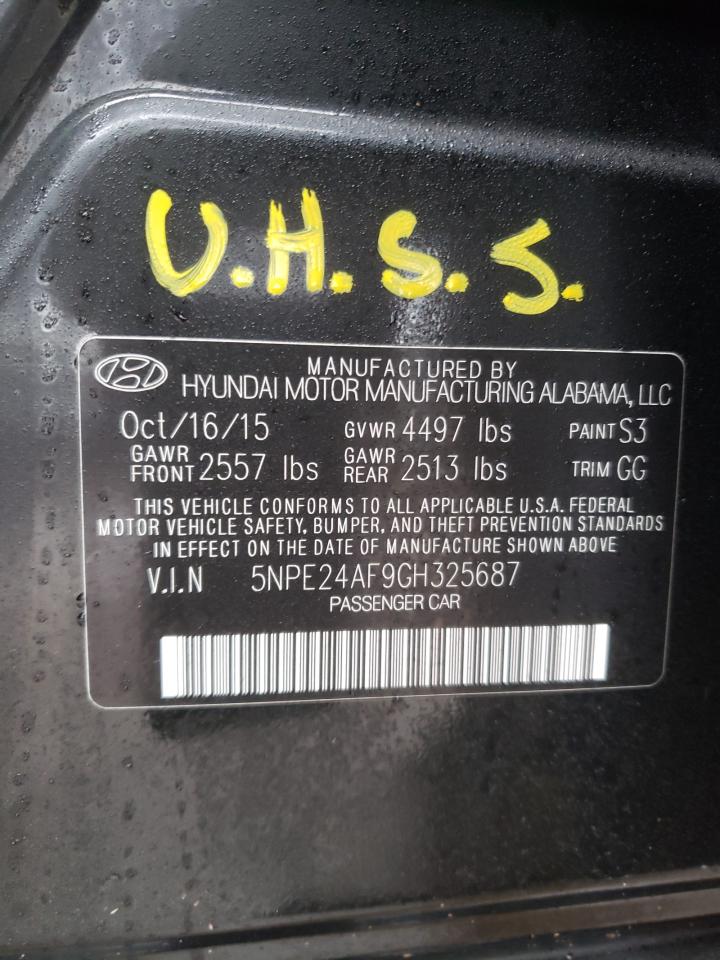 U.H.S.S.
MANUFACTURED BY
HYUNDAI MOTOR MANUFACTURING ALABAMA, LLC
Oct/16/15 GVWR 4497 lbs PAINT S3
GAWR FRONT 2557 lbs GAWR REAR 2513 lbs TRIM GG
THIS VEHICLE CONFORMS TO ALL APPLICABLE U.S.A. FEDERAL
MOTOR VEHICLE SAFETY, BUMPER, AND THEFT PREVENTION STANDARDS
IN EFFECT ON THE DATE OF MANUFACTURE SHOWN ABOVE
V.I.N 5NPE24AF9GH325687
PASSENGER CAR